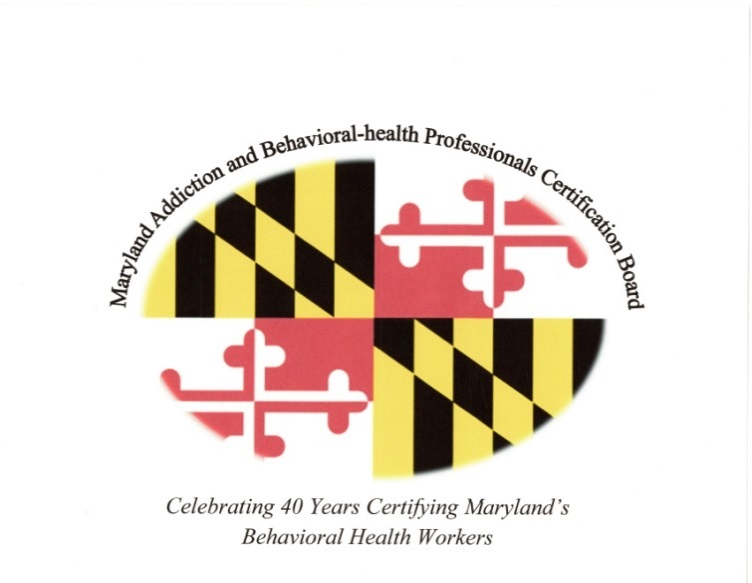 Maryland Addiction and Behavioral-health Professionals Certification Board
Celebrating 40 Years Certifying Maryland's
Behavioral Health Workers